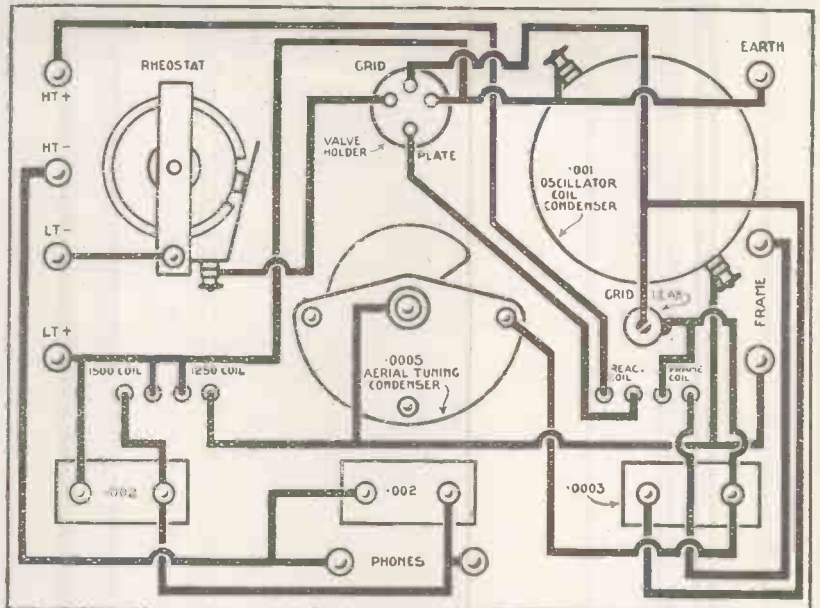 RHEOSTAT
GRID
EARTH
HT+
HT-
VALVE
HOLDER
PLATE
.001
OSCILLATOR
COIL
CONDENSER
LT-
GRID LEAK
FRAME
LT+
1500 COIL
1250 COIL
.0005
AERIAL TUNING
CONDENSER
REAC.
COIL
FRAME
COIL
.002
.002
.0003
PHONES